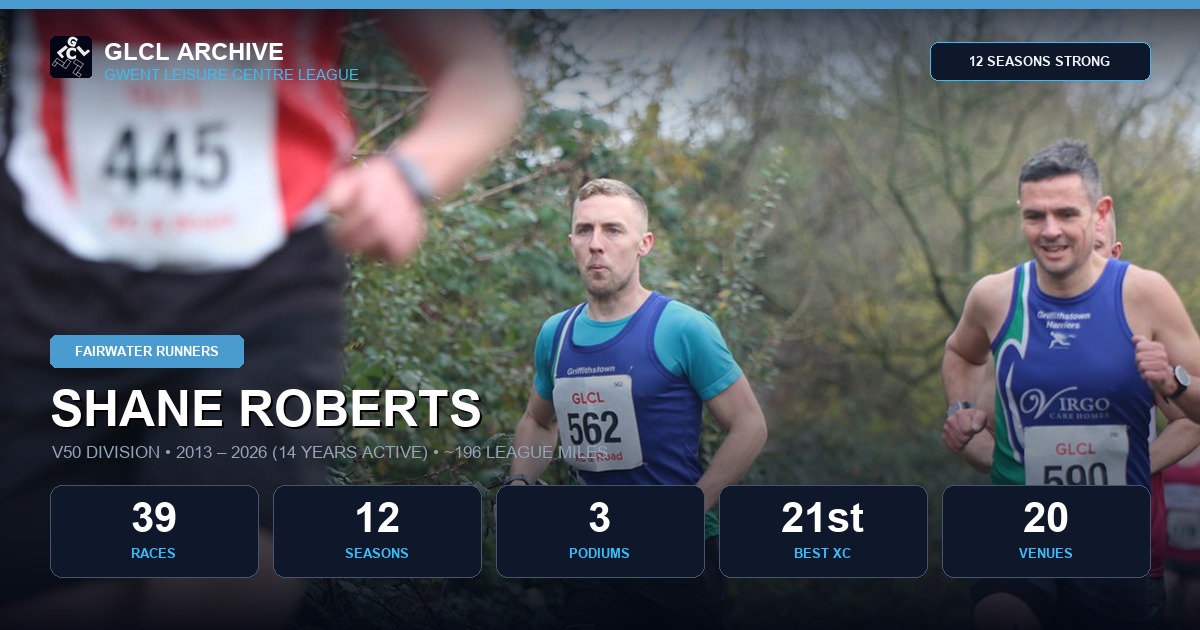 GLCL ARCHIVE
GWENT LEISURE CENTRE LEAGUE
12 SEASONS STRONG
445
Griffithstown
GLCL
562
& Road
Griffithstown
Harriers
VIRGO
CARE HOMES
GLCL
590
FAIRWATER RUNNERS
SHANE ROBERTS
V50 DIVISION • 2013 – 2026 (14 YEARS ACTIVE) • ~196 LEAGUE MILES
39
RACES
12
SEASONS
3
PODIUMS
21st
BEST XC
20
VENUES